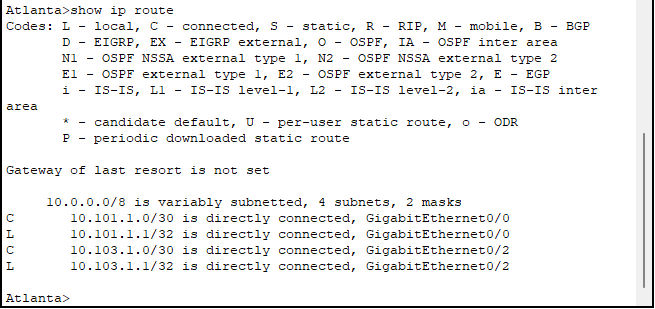 Atlanta>show ip route
Codes: L - local, C - connected, S - static, R - RIP, M - mobile, B - BGP
D - EIGRP, EX - EIGRP external, O - OSPF, IA - OSPF inter area
N1 - OSPF NSSA external type 1, N2 - OSPF NSSA external type 2
E1 - OSPF external type 1, E2 - OSPF external type 2, E - EGP
i - IS-IS, L1 - IS-IS level-1, L2 - IS-IS level-2, ia - IS-IS inter
area
* - candidate default, U - per-user static route, o - ODR
P - periodic downloaded static route
Gateway of last resort is not set
10.0.0.0/8 is variably subnetted, 4 subnets, 2 masks
C 10.101.1.0/30 is directly connected, GigabitEthernet0/0
L 10.101.1.1/32 is directly connected, GigabitEthernet0/0
C 10.103.1.0/30 is directly connected, GigabitEthernet0/2
L 10.103.1.1/32 is directly connected, GigabitEthernet0/2
Atlanta>